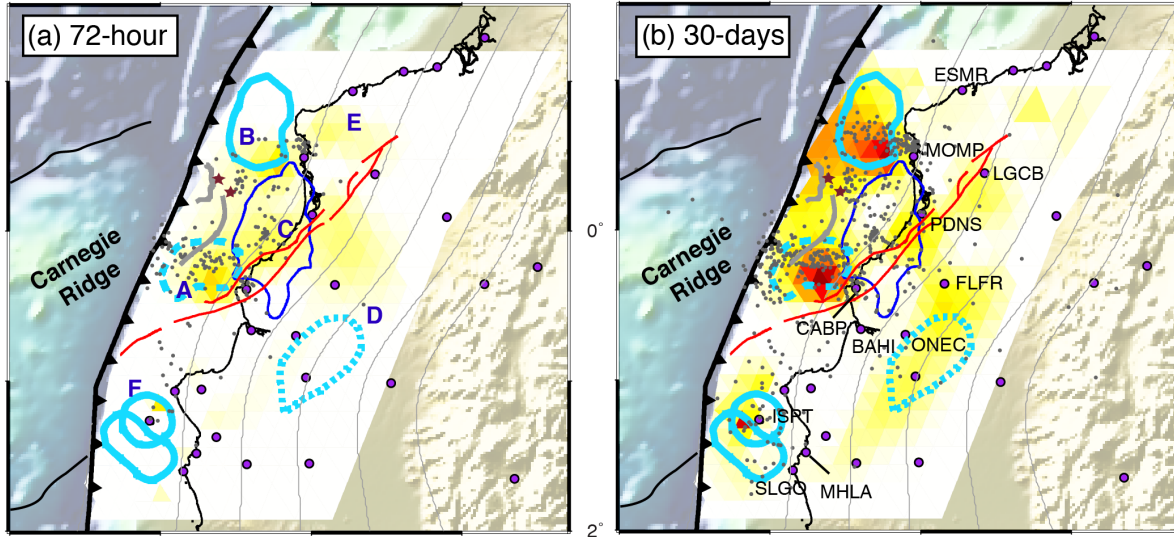 (a) 72-hour
B
E
C
Carnegie
Ridge
A
D
F
(b) 30-days
ESMR
MOMP
LGCB
0°
PDNS
Carnegie
Ridge
FLFR
CABP
BAHI
ONEC
ISPT
SLGO
MHLA
2°